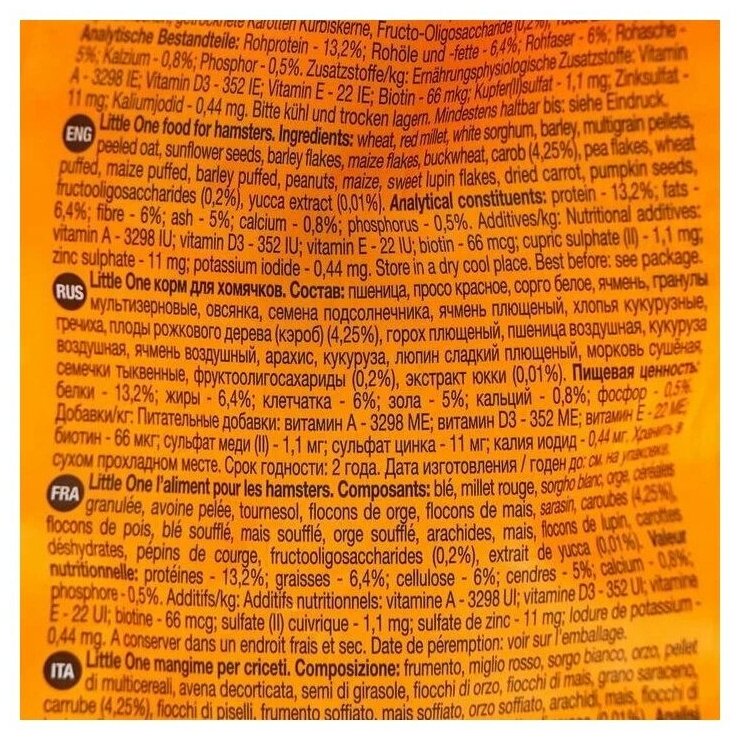 getrocknete Karotten Kürbiskerne, Fructo-Oligosaccharide (0,2%),
Analytische Bestandteile: Rohprotein - 13,2%; Rohöle und -fette - 6,4%; Rohfaser - 6%; Rohasche -
5%; Kalzium - 0,8%; Phosphor - 0,5%. Zusatzstoffe/kg: Ernährungsphysiologische Zusatzstoffe: Vitamin
A - 3298 IE; Vitamin D3 - 352 IE; Vitamin E - 22 IE; Biotin - 66 mkg; Kupfer(II)sulfat - 1,1 mg; Zinksulfat -
11 mg; Kaliumjodid - 0,44 mg. Bitte kühl und trocken lagern. Mindestens haltbar bis: siehe Eindruck.
ENG Little One food for hamsters. Ingredients: wheat, red millet, white sorghum, barley, multigrain pellets,
peeled oat, sunflower seeds, barley flakes, maize flakes, buckwheat, carob (4,25%), pea flakes, wheat
puffed, maize puffed, barley puffed, peanuts, maize, sweet lupin flakes, dried carrot, pumpkin seeds,
fructooligosaccharides (0,2%), yucca extract (0,01%). Analytical constituents: protein - 13,2%; fats -
6,4%; fibre - 6%; ash - 5%; calcium - 0,8%; phosphorus - 0,5%. Additives/kg: Nutritional additives:
vitamin A - 3298 IU; vitamin D3 - 352 IU; vitamin E - 22 IU; biotin - 66 mcg; cupric sulphate (II) - 1,1 mg;
zinc sulphate - 11 mg; potassium iodide - 0,44 mg. Store in a dry cool place. Best before: see package.
RUS Little One корм для хомячков. Состав: пшеница, просо красное, сорго белое, ячмень, гранулы
мультизерновые, овсянка, семена подсолнечника, ячмень плющеный, хлопья кукурузные,
гречиха, плоды рожкового дерева (кэроб) (4,25%), горох плющеный, пшеница воздушная, кукуруза
воздушная, ячмень воздушный, арахис, кукуруза, люпин сладкий плющеный, морковь сушёная,
семечки тыквенные, фруктоолигосахариды (0,2%), экстракт юкки (0,01%). Пищевая ценность:
белки - 13,2%; жиры - 6,4%; клетчатка - 6%; зола - 5%; кальций - 0,8%; фосфор - 0,5%.
Добавки/кг: Питательные добавки: витамин А - 3298 МЕ; витамин D3 - 352 МЕ; витамин Е - 22 МЕ;
биотин - 66 мкг; сульфат меди (II) - 1,1 мг; сульфат цинка - 11 мг; калия иодид - 0,44 мг. Хранить в
сухом прохладном месте. Срок годности: 2 года. Дата изготовления / годен до: см. на упаковке.
FRA Little One l'aliment pour les hamsters. Composants: blé, millet rouge, sorgho blanc, orge, céréales
granulée, avoine pelée, tournesol, flocons de orge, flocons de mais, sarasin, caroubes (4,25%),
flocons de pois, blé soufflé, mais soufflé, orge soufflé, arachides, mais, flocons de lupin, carottes
déshydrates, pépins de courge, fructooligosaccharides (0,2%), extrait de yucca (0,01%). Valeur
nutritionnelle: protéines - 13,2%; graisses - 6,4%; cellulose - 6%; cendres - 5%; calcium - 0,8%;
phosphore - 0,5%. Additifs/kg: Additifs nutritionnels: vitamine A - 3298 UI; vitamine D3 - 352 UI; vitamine
E - 22 UI; biotine - 66 mcg; sulfate (II) cuivrique - 1,1 mg; sulfate de zinc - 11 mg; lodure de potassium -
0,44 mg. A conserver dans un endroit frais et sec. Date de péremption: voir sur l'emballage.
ITA Little One mangime per criceti. Composizione: frumento, miglio rosso, sorgo bianco, orzo, pellet
di multicereali, avena decorticata, semi di girasole, fiocchi di orzo, fiocchi di mais, grano saraceno,
carrube (4,25%), fiocchi di piselli, frumento soffiato, mais soffiato, orzo soffiato, arachidi, mais, fiocchi di